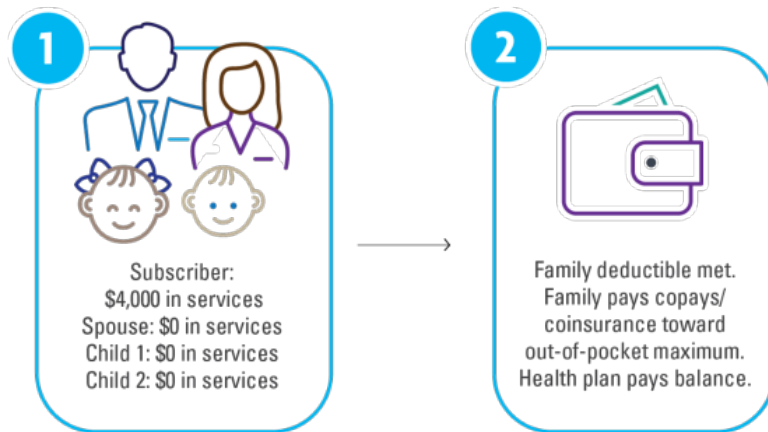 1
Subscriber:
$4,000 in services
Spouse: $0 in services
Child 1: $0 in services
Child 2: $0 in services
2
Family deductible met.
Family pays copays/
coinsurance toward
out-of-pocket maximum.
Health plan pays balance.